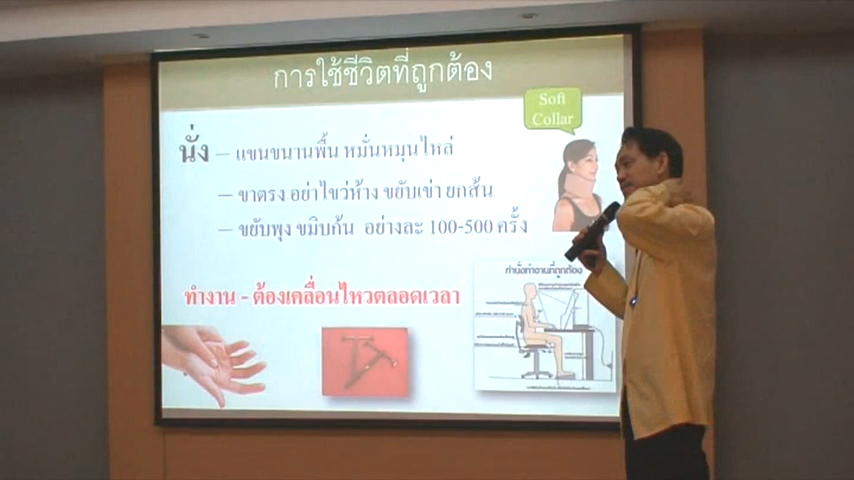 การใช้ชีวิตที่ถูกต้อง
Soft
Collar
นั่ง – แขนขนานพื้น หมั่นหมุนไหล่
– ขาตรง อย่าไขว่ห้าง ขยับเข่า ยกส้น
– ขยับพุง ขมิบก้น อย่างละ 100-500 ครั้ง
ทำงาน - ต้องเคลื่อนไหวตลอดเวลา
ท่านั่งทำงานที่ถูกต้อง